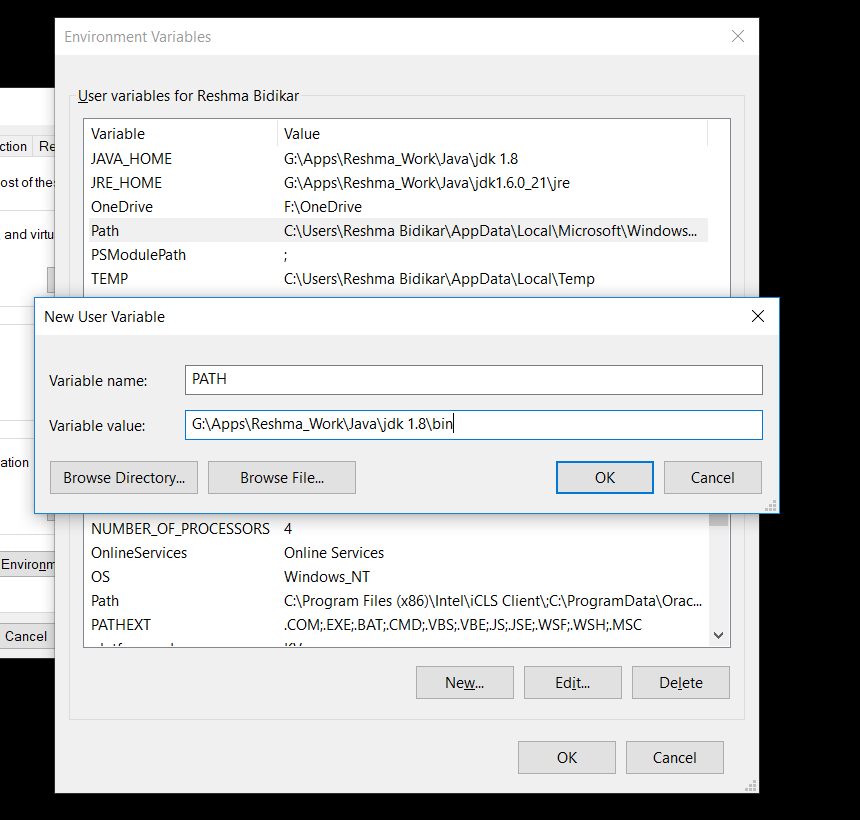 Environment Variables
User variables for Reshma Bidikar
Variable Value
ction Re
JAVA_HOME G:\Apps\Reshma_Work\Java\jdk 1.8
ost of the
JRE_HOME G:\Apps\Reshma_Work\Java\jdk1.6.0_21\jre
OneDrive F:\OneDrive
and virtu
Path C:\Users\Reshma Bidikar\AppData\Local\Microsoft\Windows...
PSModulePath ;
TEMP C:\Users\Reshma Bidikar\AppData\Local\Temp
New User Variable
Variable name: PATH
Variable value: G:\Apps\Reshma_Work\Java\jdk 1.8\bin
ation
Browse Directory... Browse File... OK Cancel
NUMBER_OF_PROCESSORS 4
OnlineServices Online Services
Environm
OS Windows_NT
Path C:\Program Files (x86)\Intel\iCLS Client\;C:\ProgramData\Orac...
PATHEXT .COM;.EXE;.BAT;.CMD;.VBS;.VBE;.JS;.JSE;.WSF;.WSH;.MSC
Cancel
New... Edit... Delete
OK Cancel